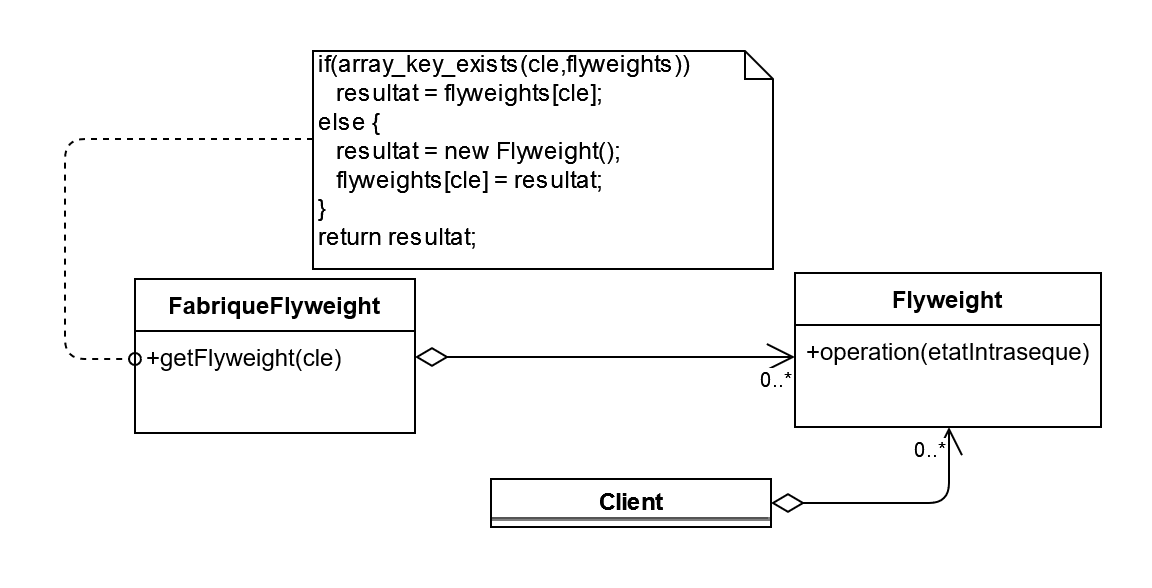 if(array_key_exists(cle,flyweights))
resultat = flyweights[cle];
else {
resultat = new Flyweight();
flyweights[cle] = resultat;
}
return resultat;
FabriqueFlyweight
+getFlyweight(cle)
Flyweight
+operation(etatIntraseque)
0..*
0..*
Client